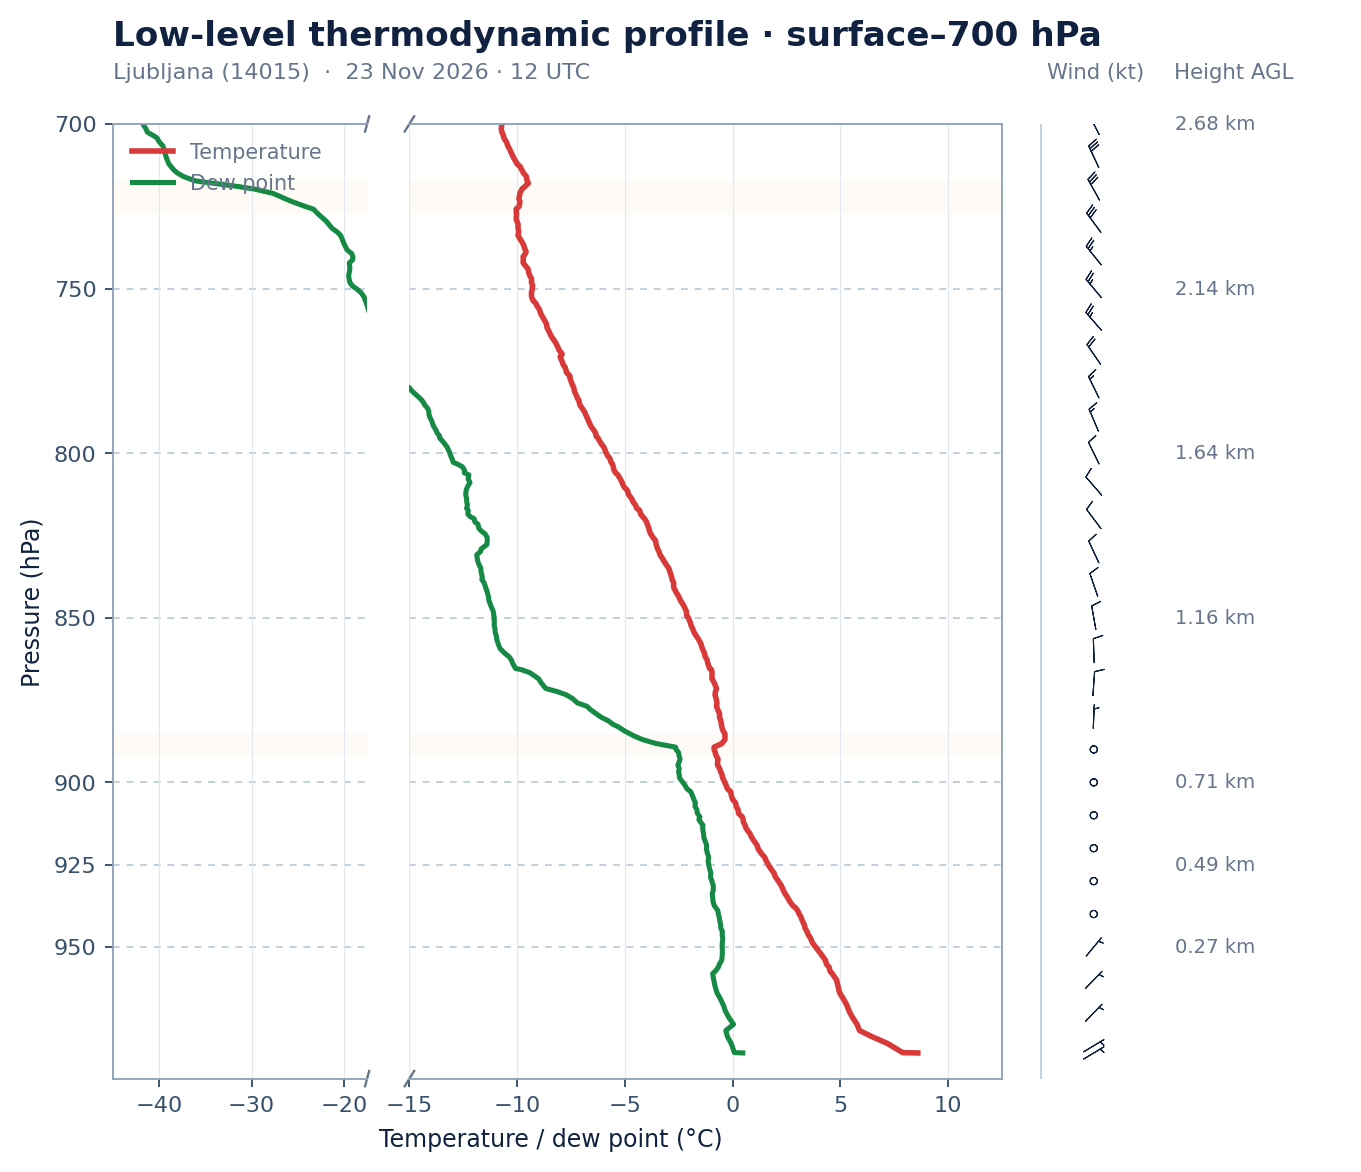 Low-level thermodynamic profile · surface–700 hPa
Ljubljana (14015) · 23 Nov 2026 · 12 UTC
Wind (kt)
Height AGL
Temperature
Dew point
700
750
800
850
900
925
950
Pressure (hPa)
2.68 km
2.14 km
1.64 km
1.16 km
0.71 km
0.49 km
0.27 km
−40
−30
−20
−15
−10
−5
0
5
10
Temperature / dew point (°C)